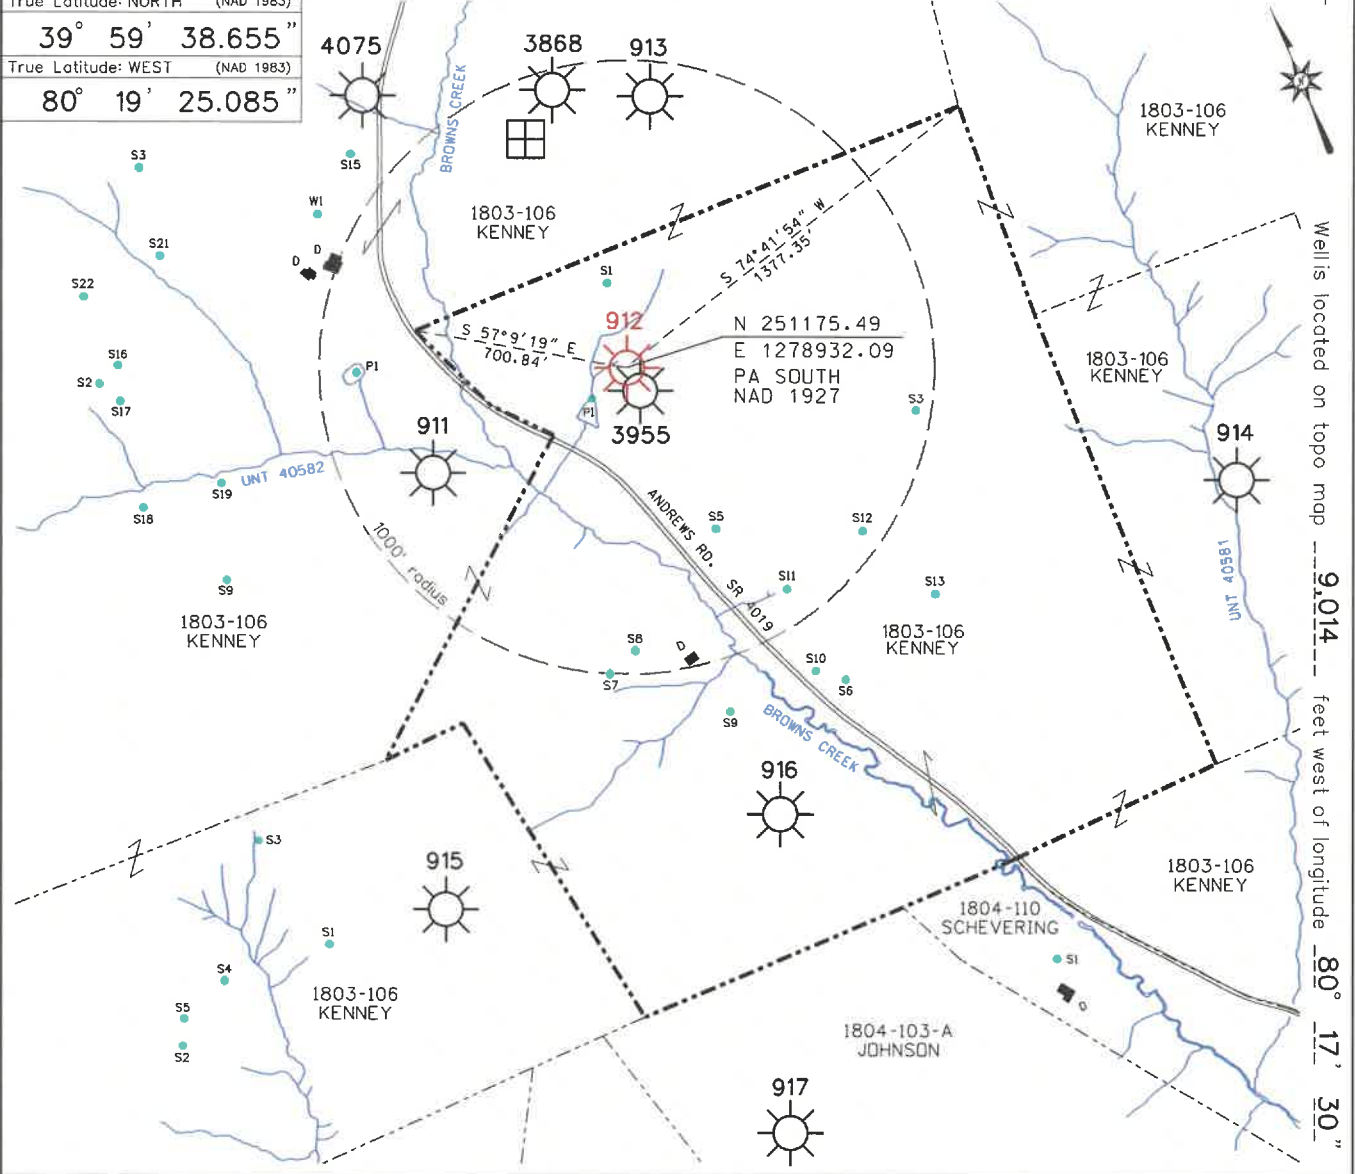 True Latitude: NORTH (NAD 1983)
39° 59' 38.655"
True Latitude: WEST (NAD 1983)
80° 19' 25.085"
4075
3868
913
BROWNS CREEK
S3
S15
W1
D
D
S21
S22
S16
S2
S17
1803-106
KENNEY
1803-106
KENNEY
S 74°41'54" W
1377.35'
S1
912
S 57°9'19" E
700.84'
N 251175.49
E 1278932.09
PA SOUTH
NAD 1927
P1
P1
3955
S3
1803-106
KENNEY
914
911
UNT 40582
S19
S18
1000' radius
S9
1803-106
KENNEY
ANDREWS RD. SR 4019
S5
S12
S11
S13
1803-106
KENNEY
UNT 40581
S8
D
S7
S10
S6
S9
BROWNS CREEK
916
S3
915
S1
S4
S5
S2
1803-106
KENNEY
1803-106
KENNEY
1804-110
SCHEVERING
S1
D
1804-103-A
JOHNSON
917
Well is located on topo map 9,014 feet west of longitude 80° 17' 30"